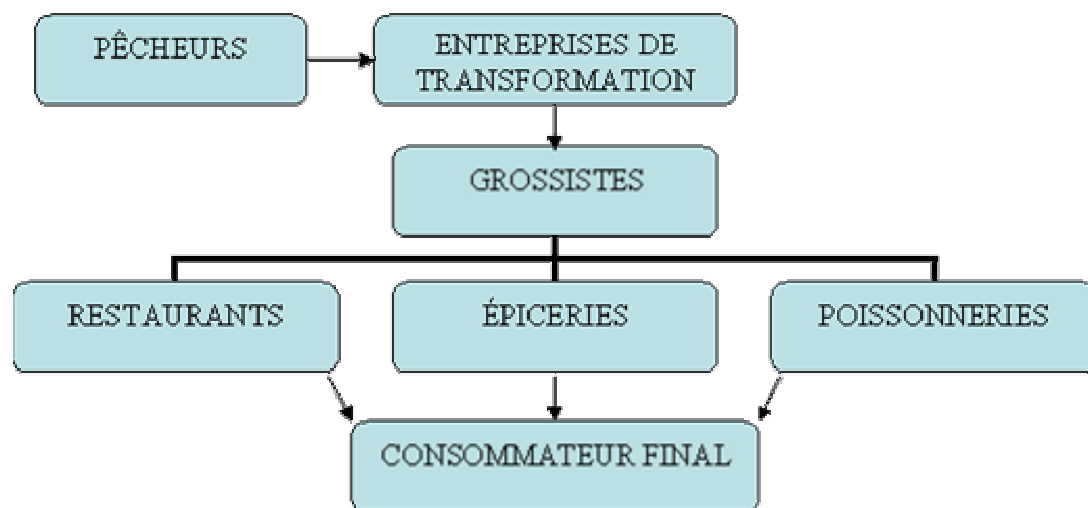 PÊCHEURS
ENTREPRISES DE
TRANSFORMATION
GROSSISTES
RESTAURANTS
ÉPICERIES
POISSONNERIES
CONSOMMATEUR FINAL